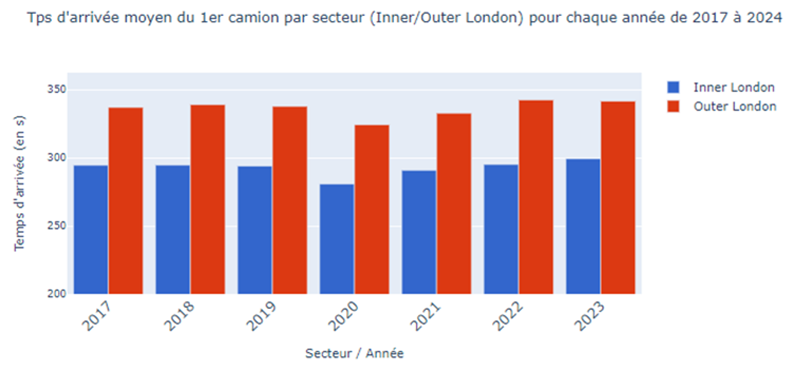 Tps d'arrivée moyen du 1er camion par secteur (Inner/Outer London) pour chaque année de 2017 à 2024
350
300
250
200
Temps d'arrivée (en s)
2017
2018
2019
2020
2021
2022
2023
Secteur / Année
Inner London
Outer London